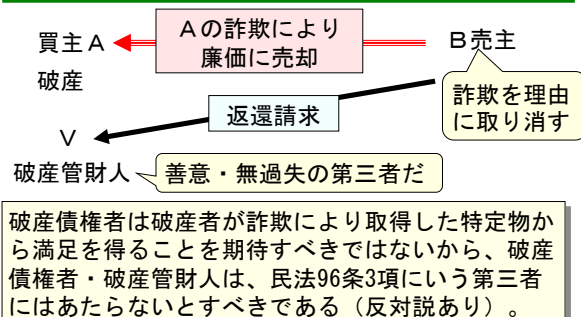 Aの詐欺により
廉価に売却
買主A
B売主
破産
詐欺を理由
に取り消す
返還請求
V
破産管財人
善意・無過失の第三者だ
破産債権者は破産者が詐欺により取得した特定物か
ら満足を得ることを期待すべきではないから、破産
債権者・破産管財人は、民法96条3項にいう第三者
にはあたらないとすべきである（反対説あり）。